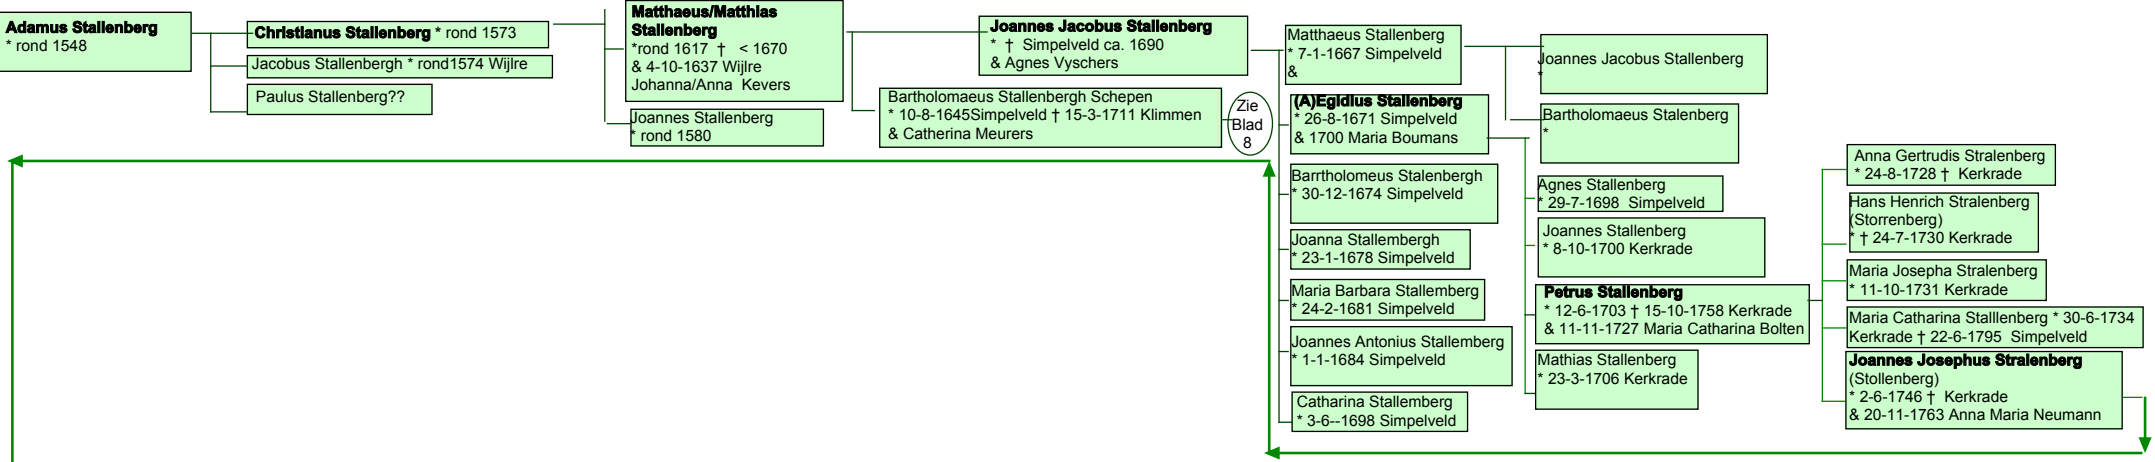 Adamus Stallenberg
* rond 1548
Christianus Stallenberg * rond 1573
Jacobus Stallenbergh * rond1574 Wijlre
Paulus Stallenberg??
Matthaeus/Matthias
Stallenberg
*rond 1617 † < 1670
& 4-10-1637 Wijlre
Johanna/Anna Kevers
Joannes Stallenberg
* rond 1580
Joannes Jacobus Stallenberg
* † Simpelveld ca. 1690
& Agnes Vyschers
Bartholomaeus Stallenbergh Schepen
* 10-8-1645Simpelveld † 15-3-1711 Klimmen
& Catherina Meurers
Zie
Blad
8
Matthaeus Stallenberg
* 7-1-1667 Simpelveld
&
(A)Egidius Stallenberg
* 26-8-1671 Simpelveld
& 1700 Maria Boumans
Barrtholomeus Stalenbergh
* 30-12-1674 Simpelveld
Joanna Stallembergh
* 23-1-1678 Simpelveld
Maria Barbara Stallemberg
* 24-2-1681 Simpelveld
Joannes Antonius Stallemberg
* 1-1-1684 Simpelveld
Catharina Stallemberg
* 3-6--1698 Simpelveld
Joannes Jacobus Stallenberg
*
Bartholomaeus Stalenberg
*
Agnes Stallenberg
* 29-7-1698 Simpelveld
Joannes Stallenberg
* 8-10-1700 Kerkrade
Petrus Stallenberg
* 12-6-1703 † 15-10-1758 Kerkrade
& 11-11-1727 Maria Catharina Bolten
Mathias Stallenberg
* 23-3-1706 Kerkrade
Anna Gertrudis Stralenberg
* 24-8-1728 † Kerkrade
Hans Henrich Stralenberg
(Storrenberg)
* † 24-7-1730 Kerkrade
Maria Josepha Stralenberg
* 11-10-1731 Kerkrade
Maria Catharina Stalllenberg * 30-6-1734
Kerkrade † 22-6-1795 Simpelveld
Joannes Josephus Stralenberg
(Stollenberg)
* 2-6-1746 † Kerkrade
& 20-11-1763 Anna Maria Neumann